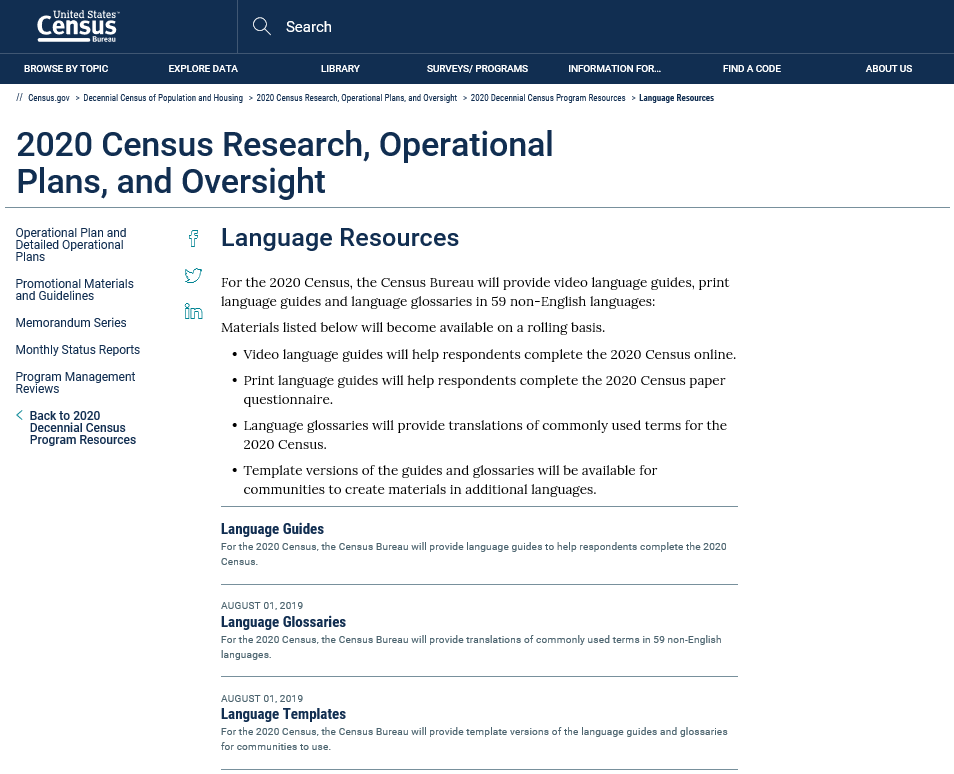 United States™
Census
Bureau
Search
BROWSE BY TOPIC
EXPLORE DATA
LIBRARY
SURVEYS/ PROGRAMS
INFORMATION FOR...
FIND A CODE
ABOUT US
// Census.gov > Decennial Census of Population and Housing > 2020 Census Research, Operational Plans, and Oversight > 2020 Decennial Census Program Resources > Language Resources
2020 Census Research, Operational
Plans, and Oversight
Operational Plan and
Detailed Operational
Plans
Promotional Materials
and Guidelines
Memorandum Series
Monthly Status Reports
Program Management
Reviews
Back to 2020
Decennial Census
Program Resources
Language Resources
For the 2020 Census, the Census Bureau will provide video language guides, print
language guides and language glossaries in 59 non-English languages:
Materials listed below will become available on a rolling basis.
• Video language guides will help respondents complete the 2020 Census online.
• Print language guides will help respondents complete the 2020 Census paper
questionnaire.
• Language glossaries will provide translations of commonly used terms for the
2020 Census.
• Template versions of the guides and glossaries will be available for
communities to create materials in additional languages.
Language Guides
For the 2020 Census, the Census Bureau will provide language guides to help respondents complete the 2020
Census.
AUGUST 01, 2019
Language Glossaries
For the 2020 Census, the Census Bureau will provide translations of commonly used terms in 59 non-English
languages.
AUGUST 01, 2019
Language Templates
For the 2020 Census, the Census Bureau will provide template versions of the language guides and glossaries
for communities to use.